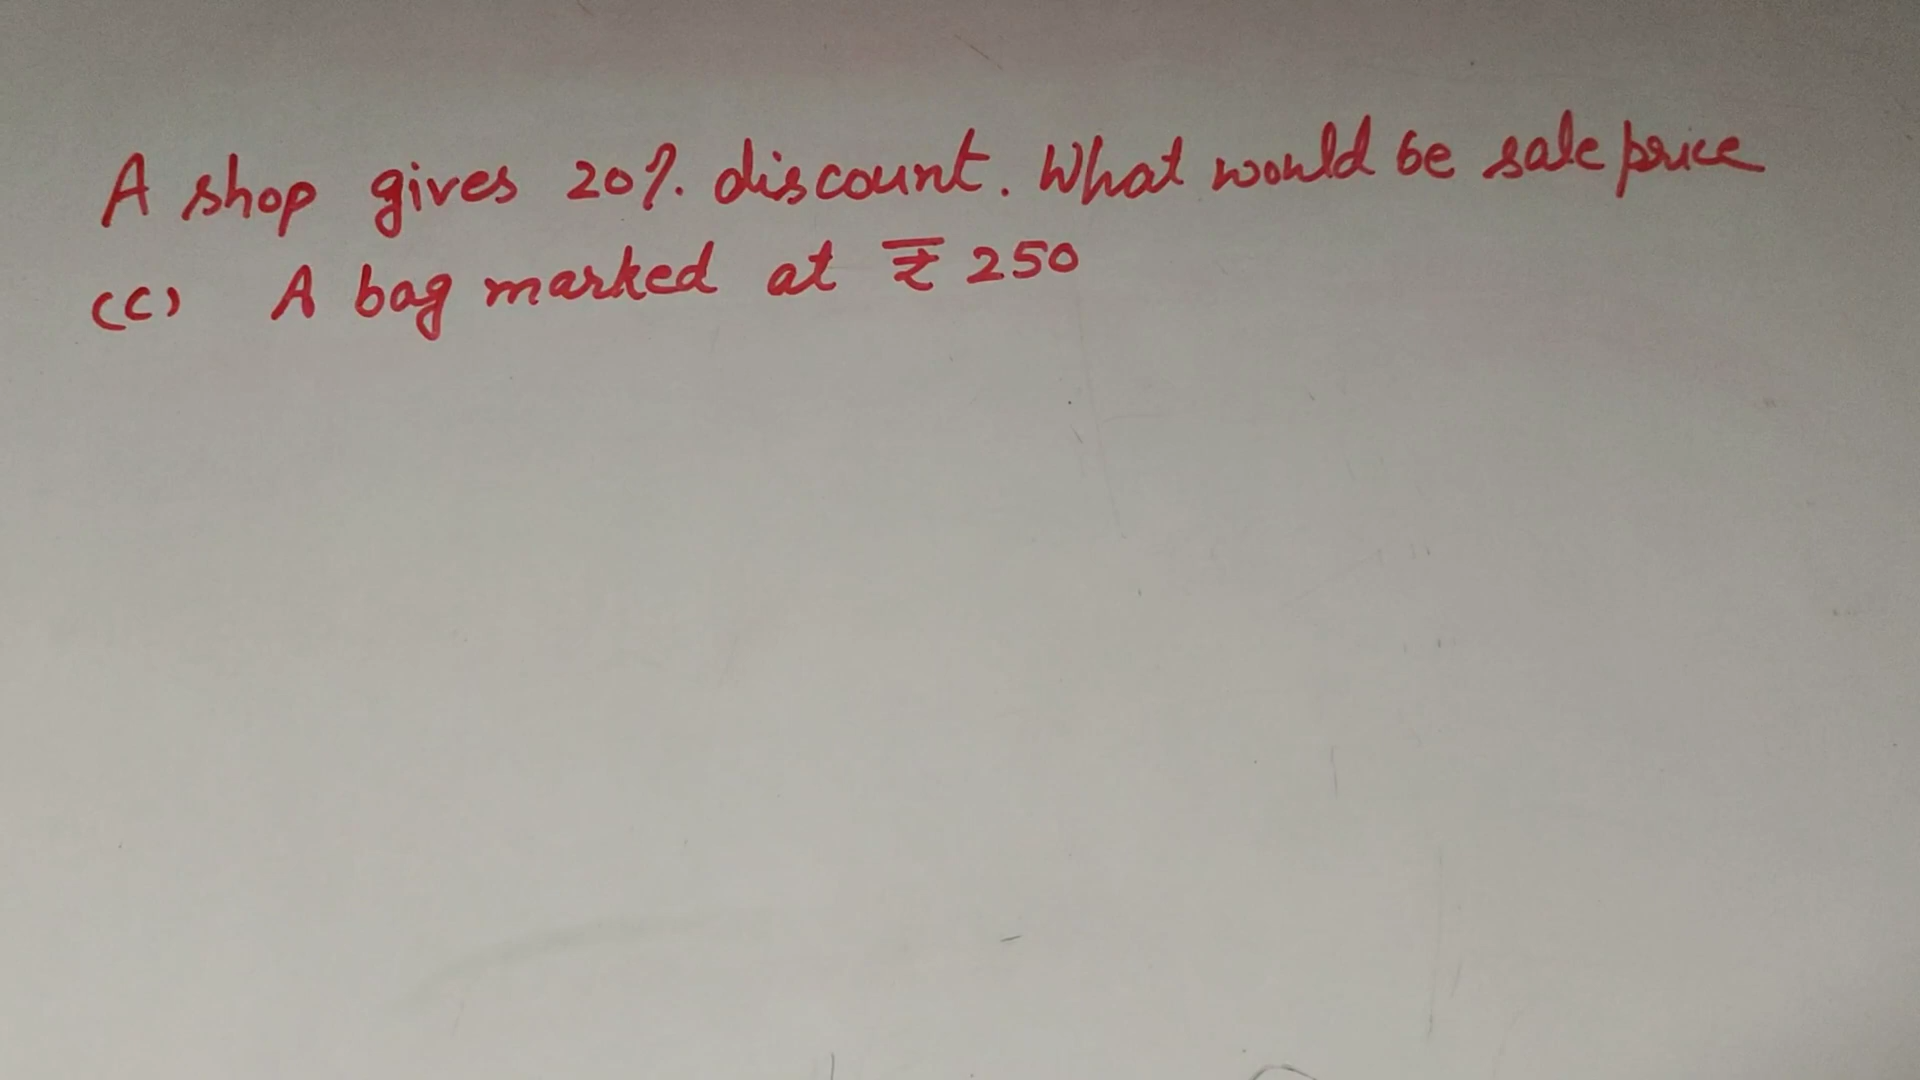 A shop gives 20%. discount. What would be sale price
(C) A bag marked at ₹ 250